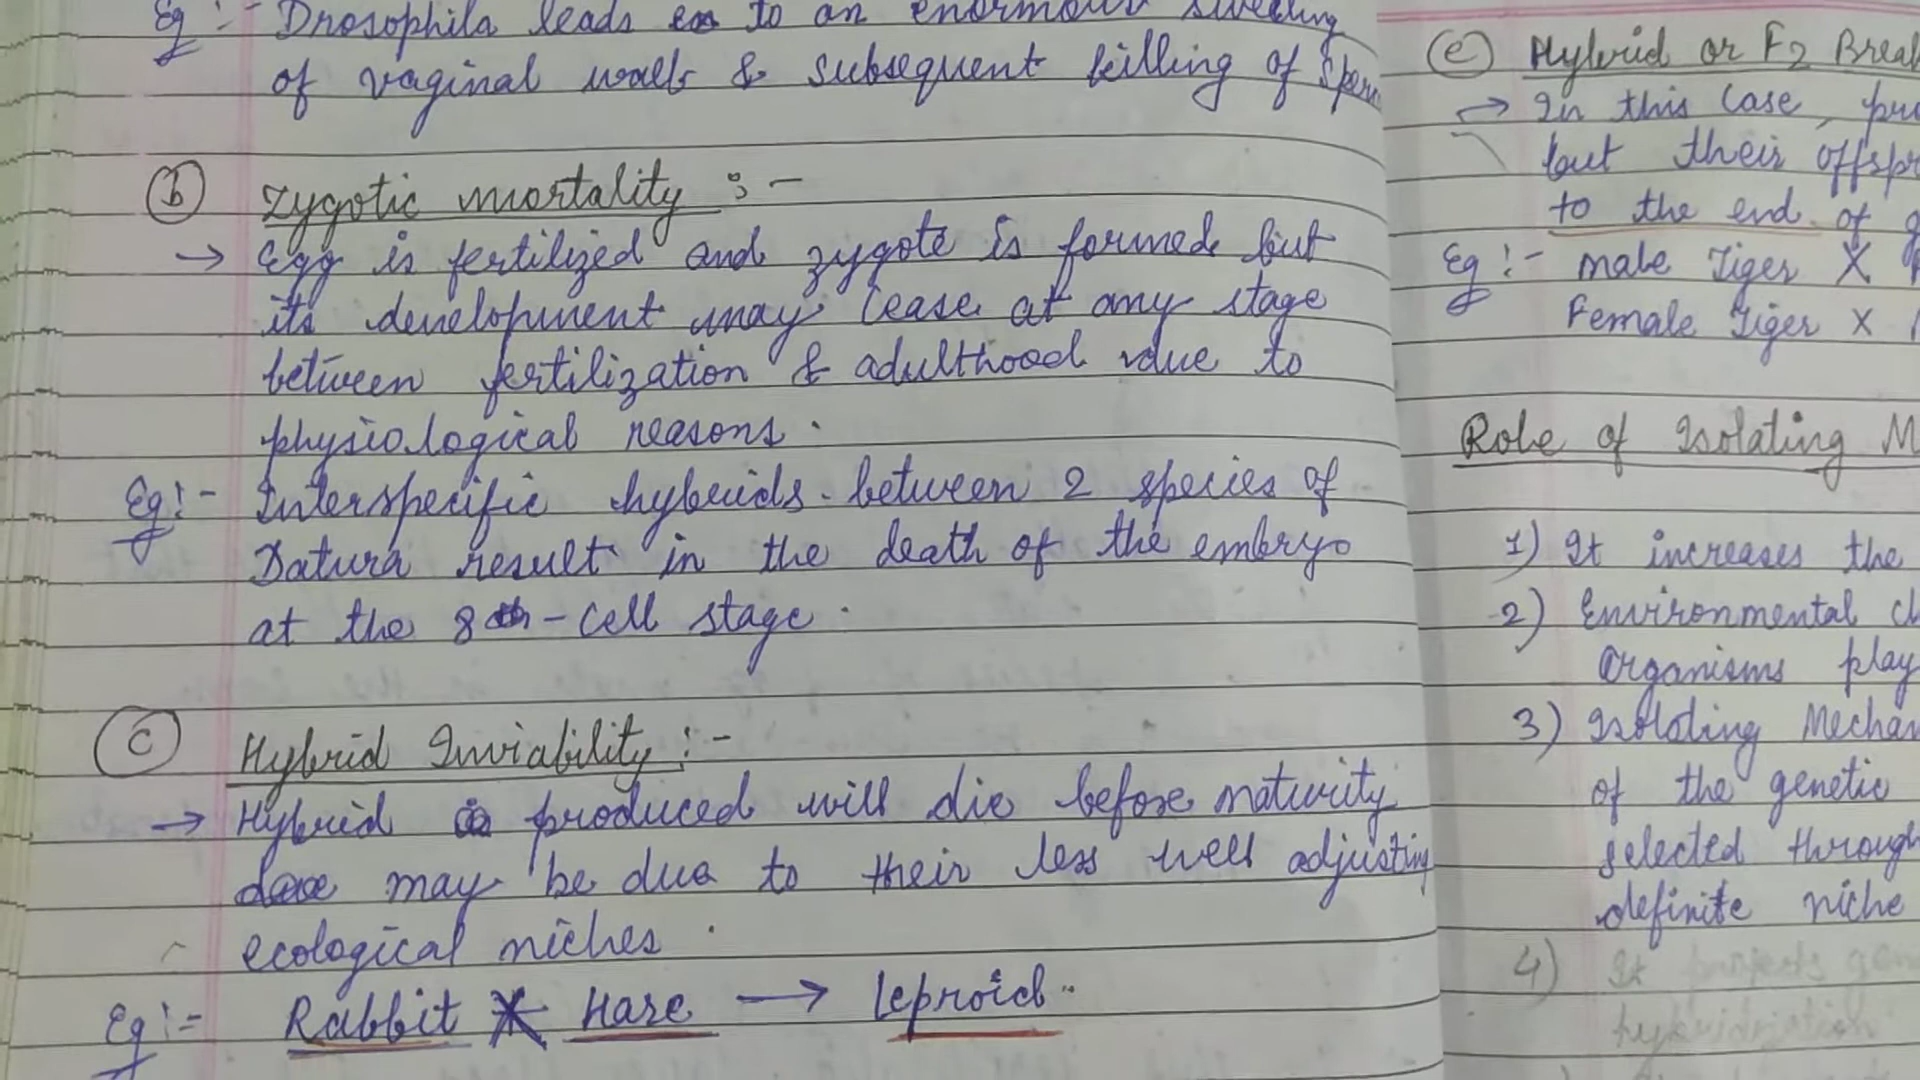 Eg :- Drosophila leads to an enormous swelling
of vaginal walls & subsequent killing of sperm
(b) Zygotic mortality :-
→ Egg is fertilized and zygote is formed but
its development may cease at any stage
between fertilization & adulthood due to
physiological reasons.
Eg:- Interspecific hybrids between 2 species of
Datura result in the death of the embryo
at the 8th-cell stage.
(c) Hybrid Inviability :-
→ Hybrid produced will die before maturity
may be due to their less well adjusting
ecological niches.
Eg:- Rabbit X Hare → Leproid.
(e) Hybrid or F2 Break
→ In this case,
but their
to the end of
Eg :- male Tiger X
Female Tiger X
Role of Isolating M
1) It increases the
2) Environmental
Organisms play
3) Isolating Mechan
of the genetic
selected through
definite niche
4) It
hybridization